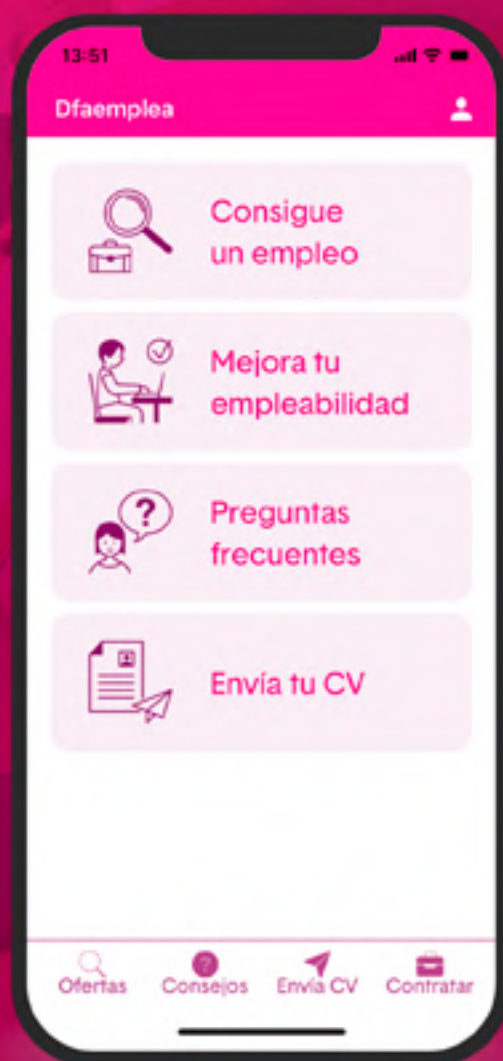 13:51
Dfaemplea
Consigue
un empleo
Mejora tu
empleabilidad
?
Preguntas
frecuentes
Envía tu CV
?
Ofertas Consejos Envía CV Contratar